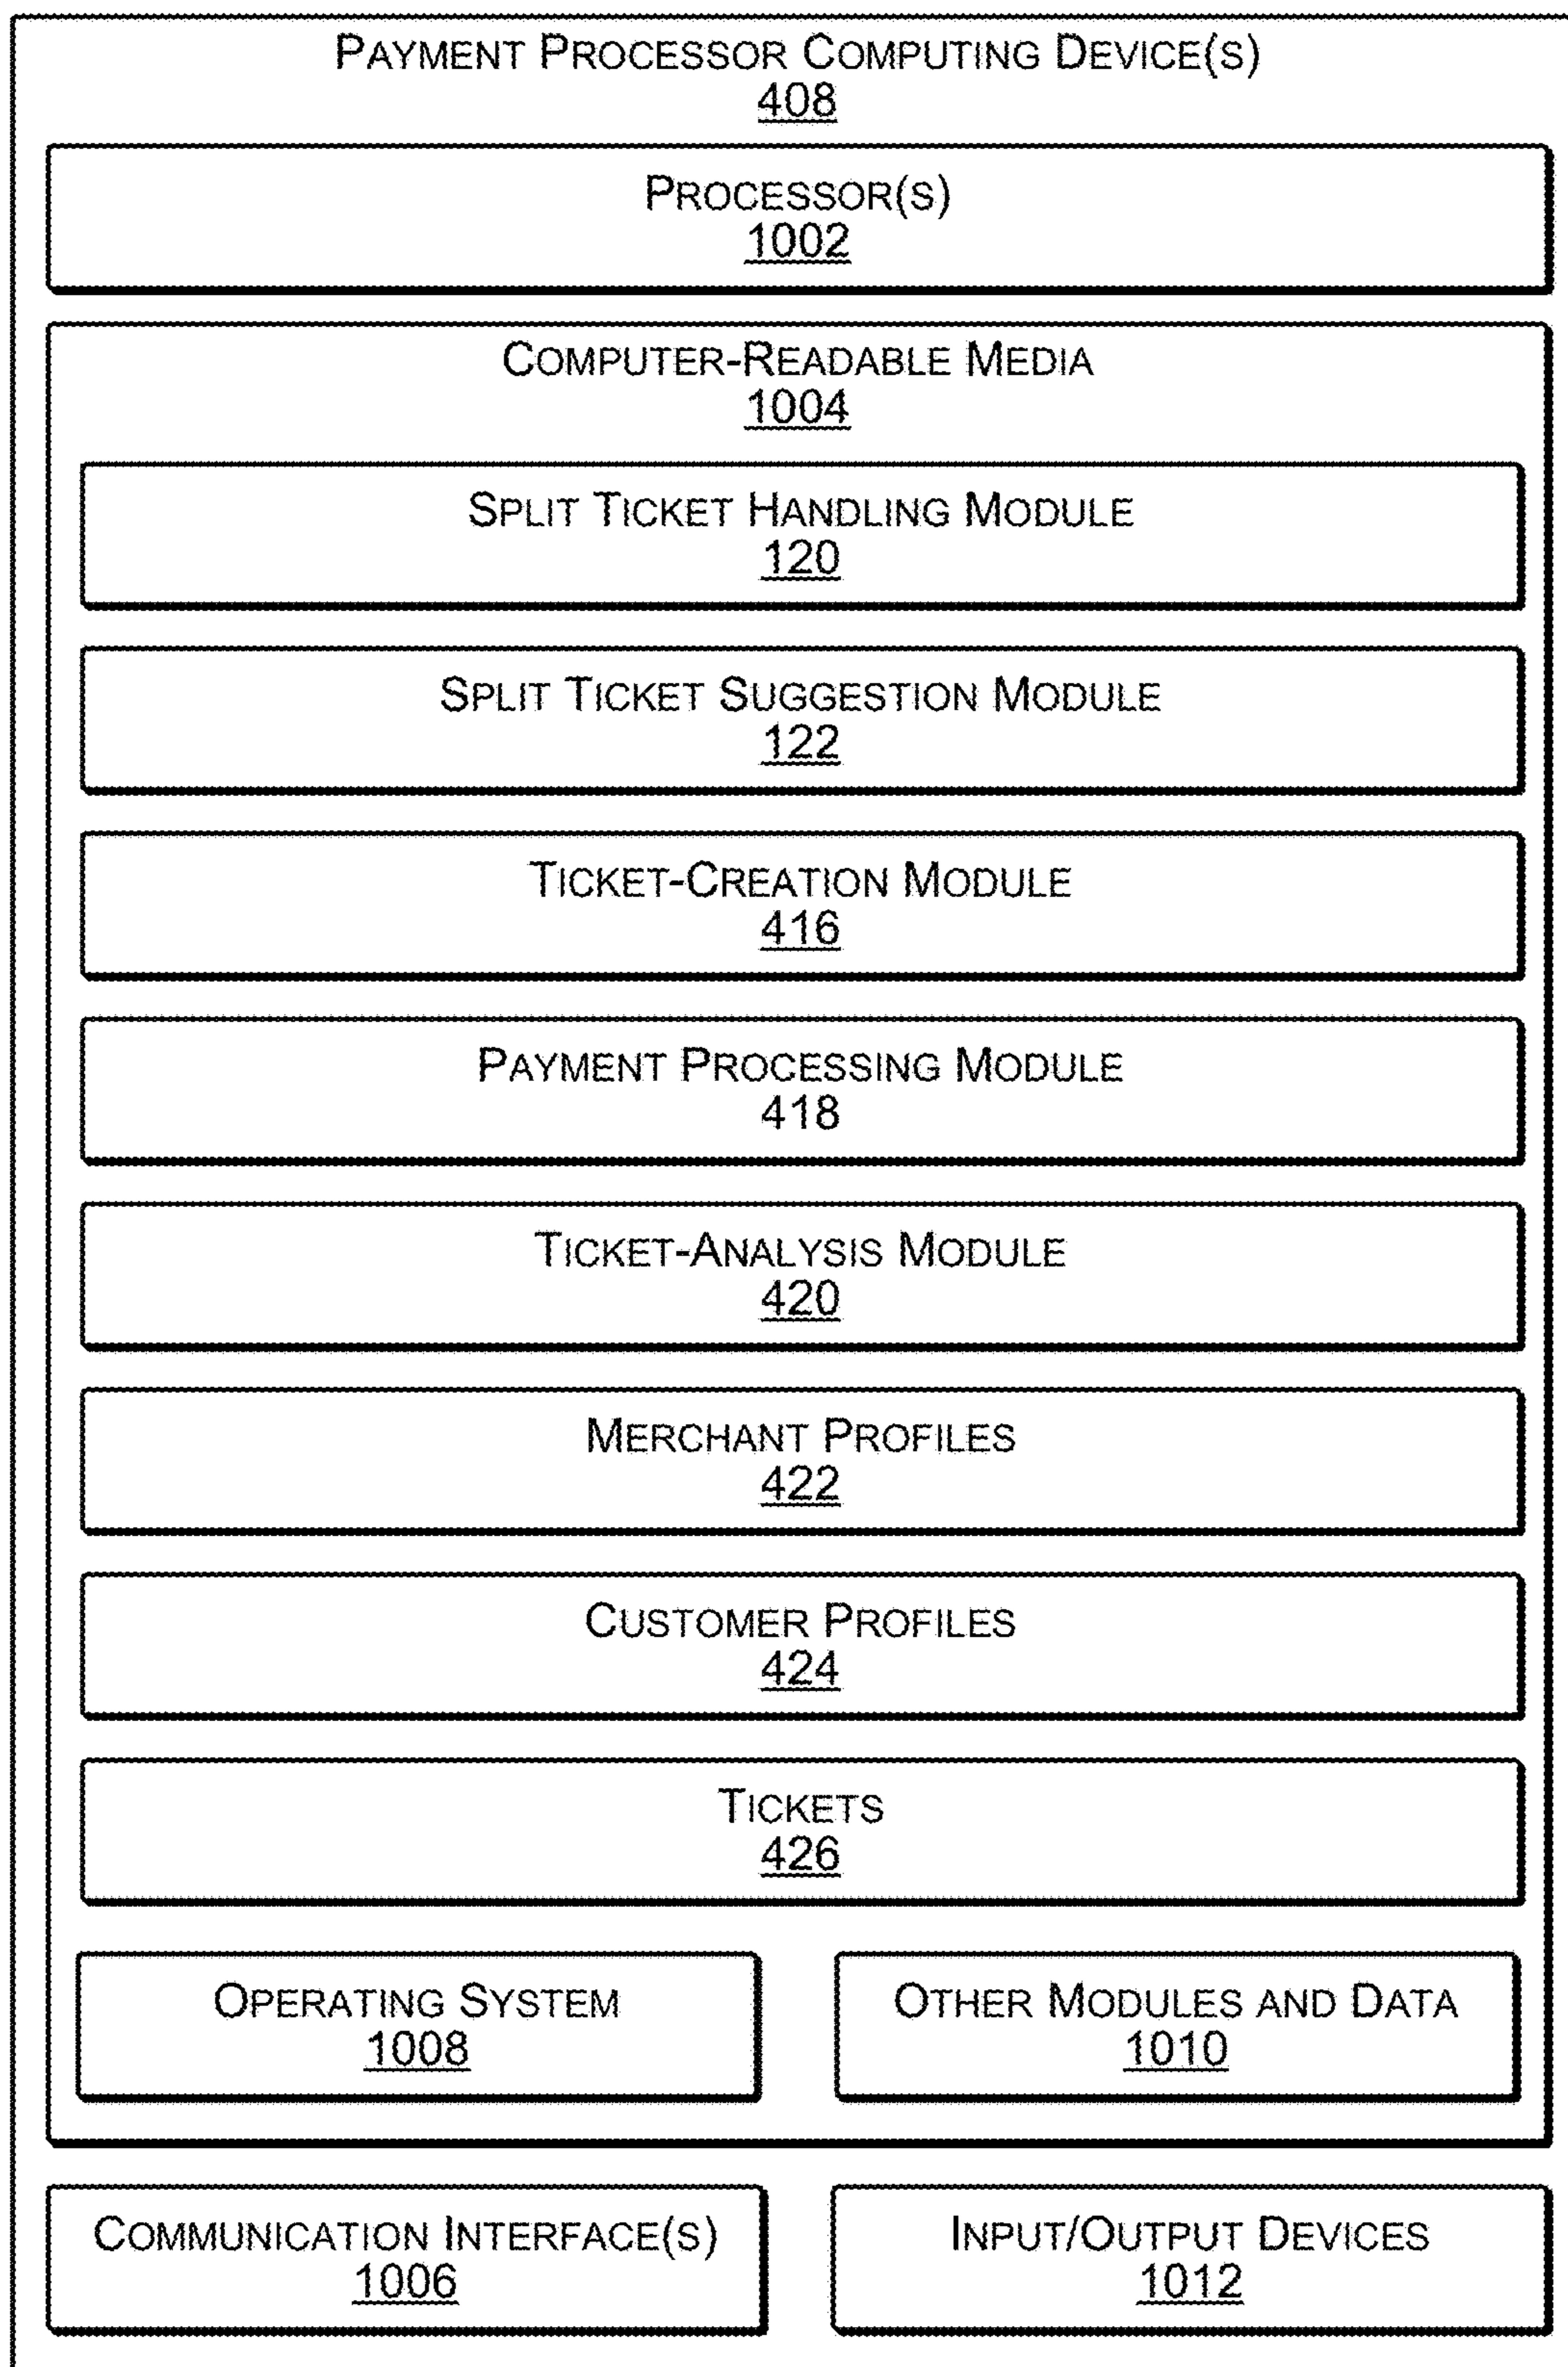 PAYMENT PROCESSOR COMPUTING DEVICE(S)
408
PROCESSOR(S)
1002
COMPUTER-READABLE MEDIA
1004
SPLIT TICKET HANDLING MODULE
120
SPLIT TICKET SUGGESTION MODULE
122
TICKET-CREATION MODULE
416
PAYMENT PROCESSING MODULE
418
TICKET-ANALYSIS MODULE
420
MERCHANT PROFILES
422
CUSTOMER PROFILES
424
TICKETS
426
OPERATING SYSTEM
1008
OTHER MODULES AND DATA
1010
COMMUNICATION INTERFACE(S)
1006
INPUT/OUTPUT DEVICES
1012